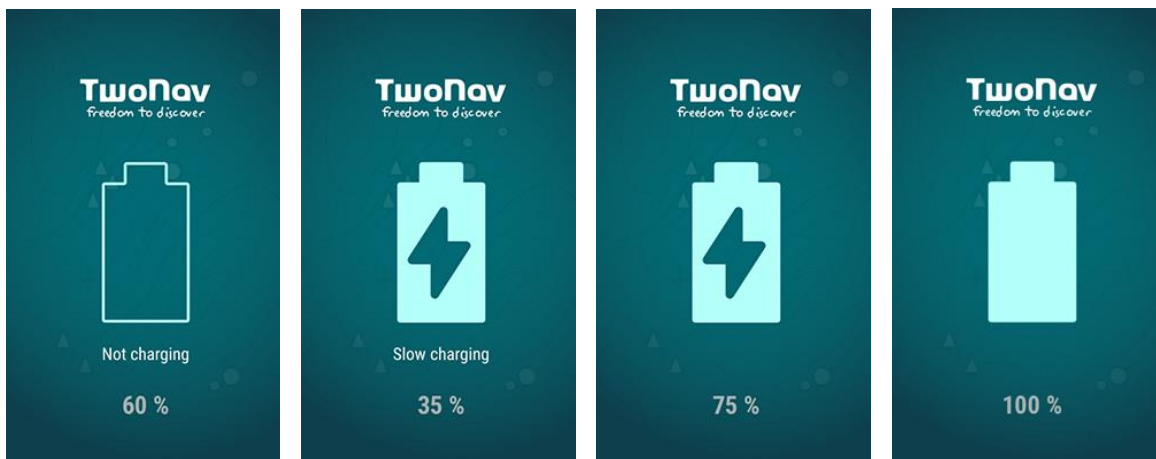 TwoNav
freedom to discover
Not charging
60 %
TwoNav
freedom to discover
Slow charging
35 %
TwoNav
freedom to discover
75 %
TwoNav
freedom to discover
100 %